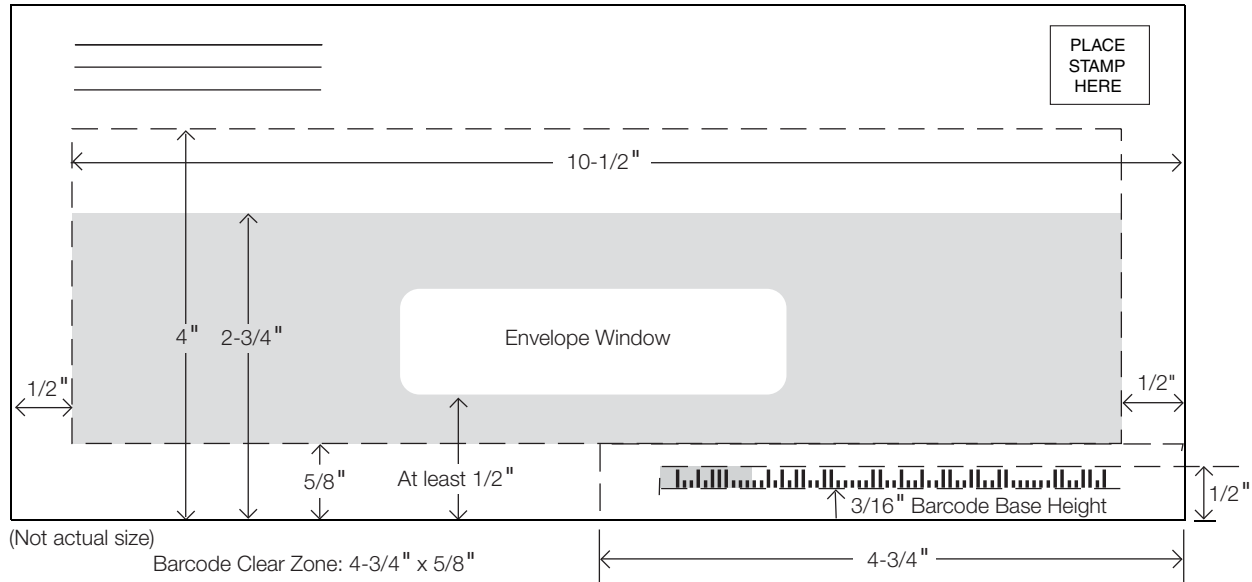 PLACE
STAMP
HERE
10-1/2"
4"
2-3/4"
Envelope Window
1/2"
1/2"
5/8"
At least 1/2"
3/16" Barcode Base Height
1/2"
(Not actual size)
Barcode Clear Zone: 4-3/4" x 5/8"
4-3/4"